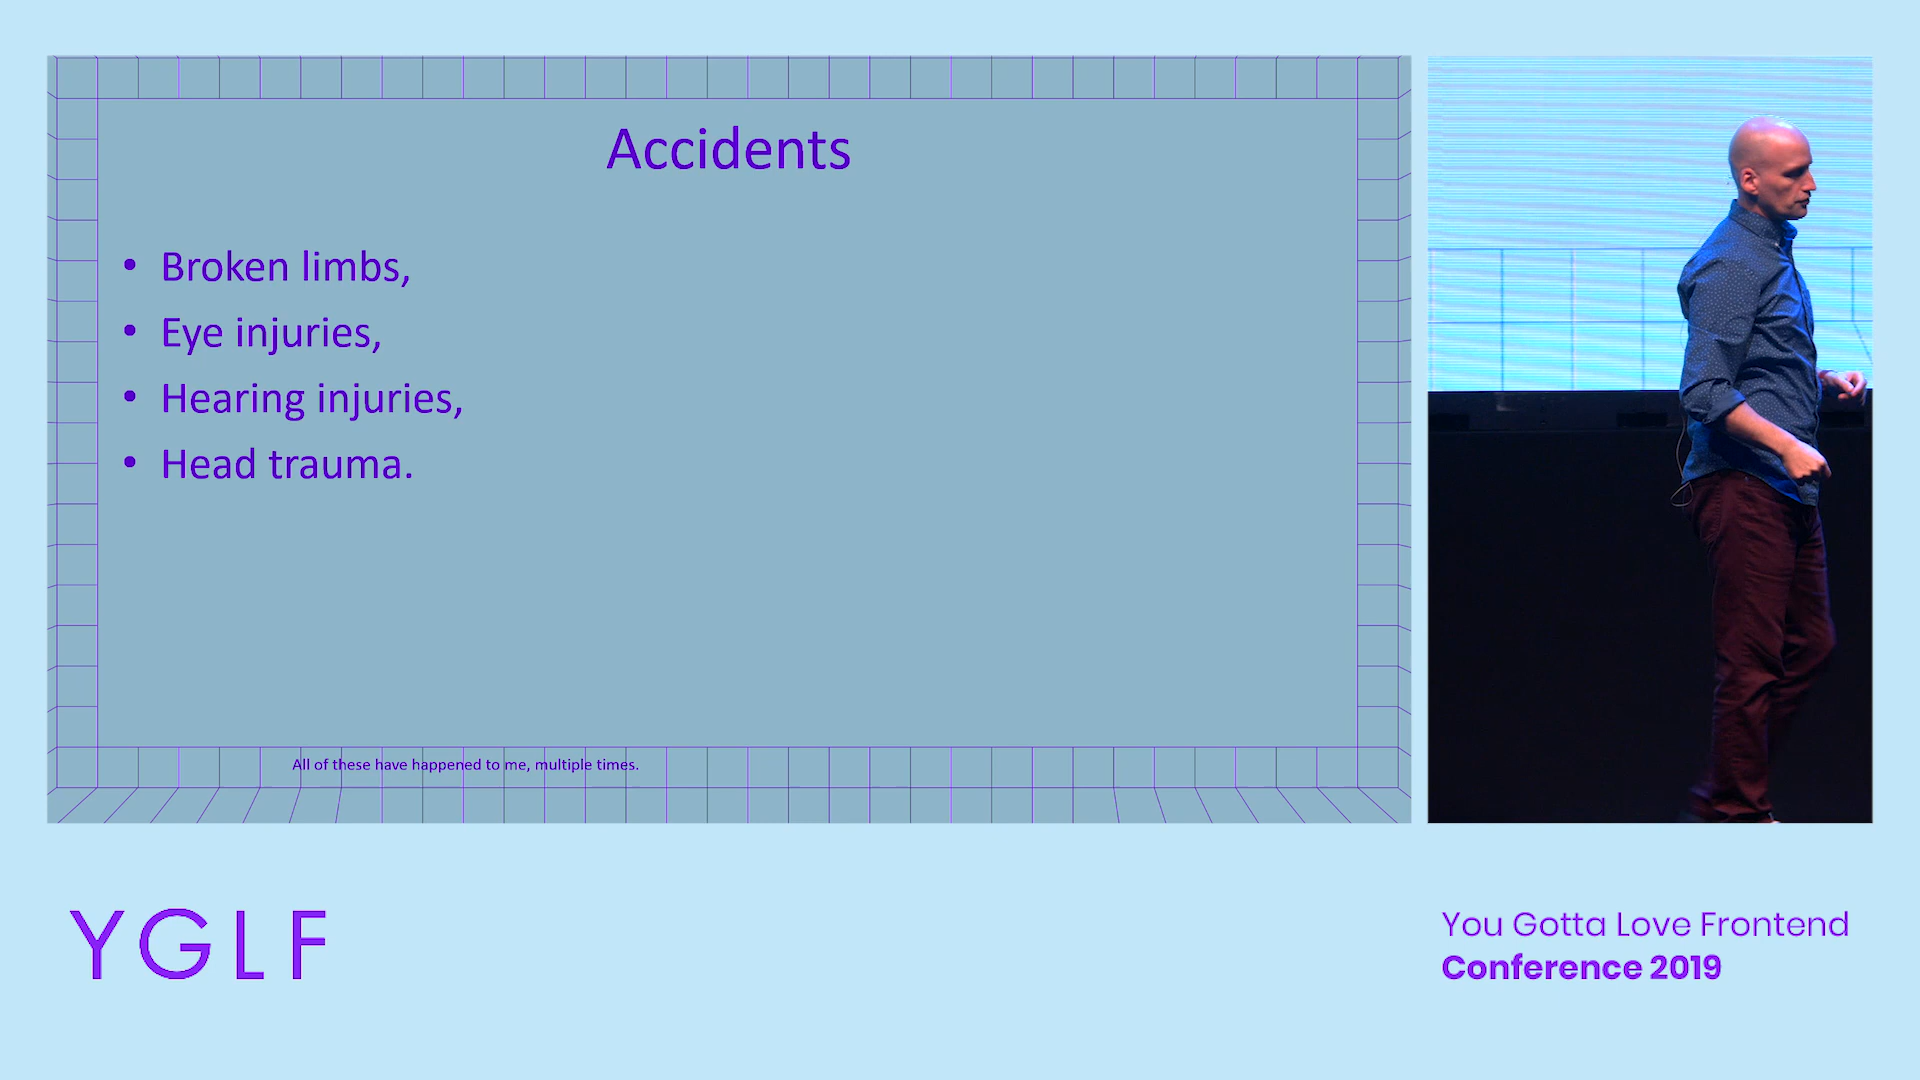 Accidents
• Broken limbs,
• Eye injuries,
• Hearing injuries,
• Head trauma.
All of these have happened to me, multiple times.
YGLF
You Gotta Love Frontend
Conference 2019